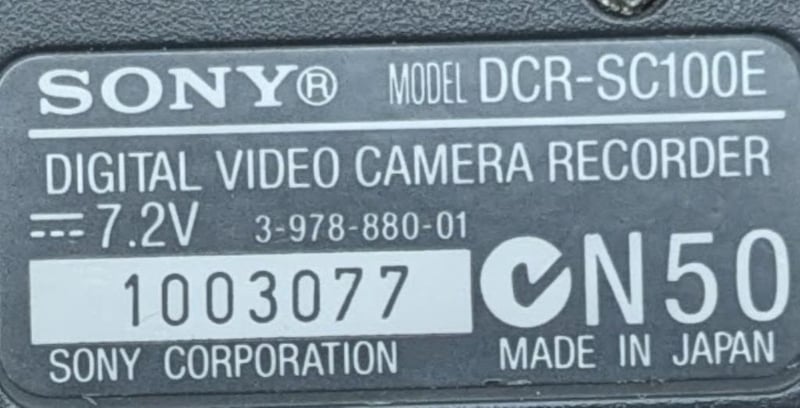 SONY® MODEL DCR-SC100E
DIGITAL VIDEO CAMERA RECORDER
⎓ 7.2V 3-978-880-01
1003077 N50
SONY CORPORATION MADE IN JAPAN